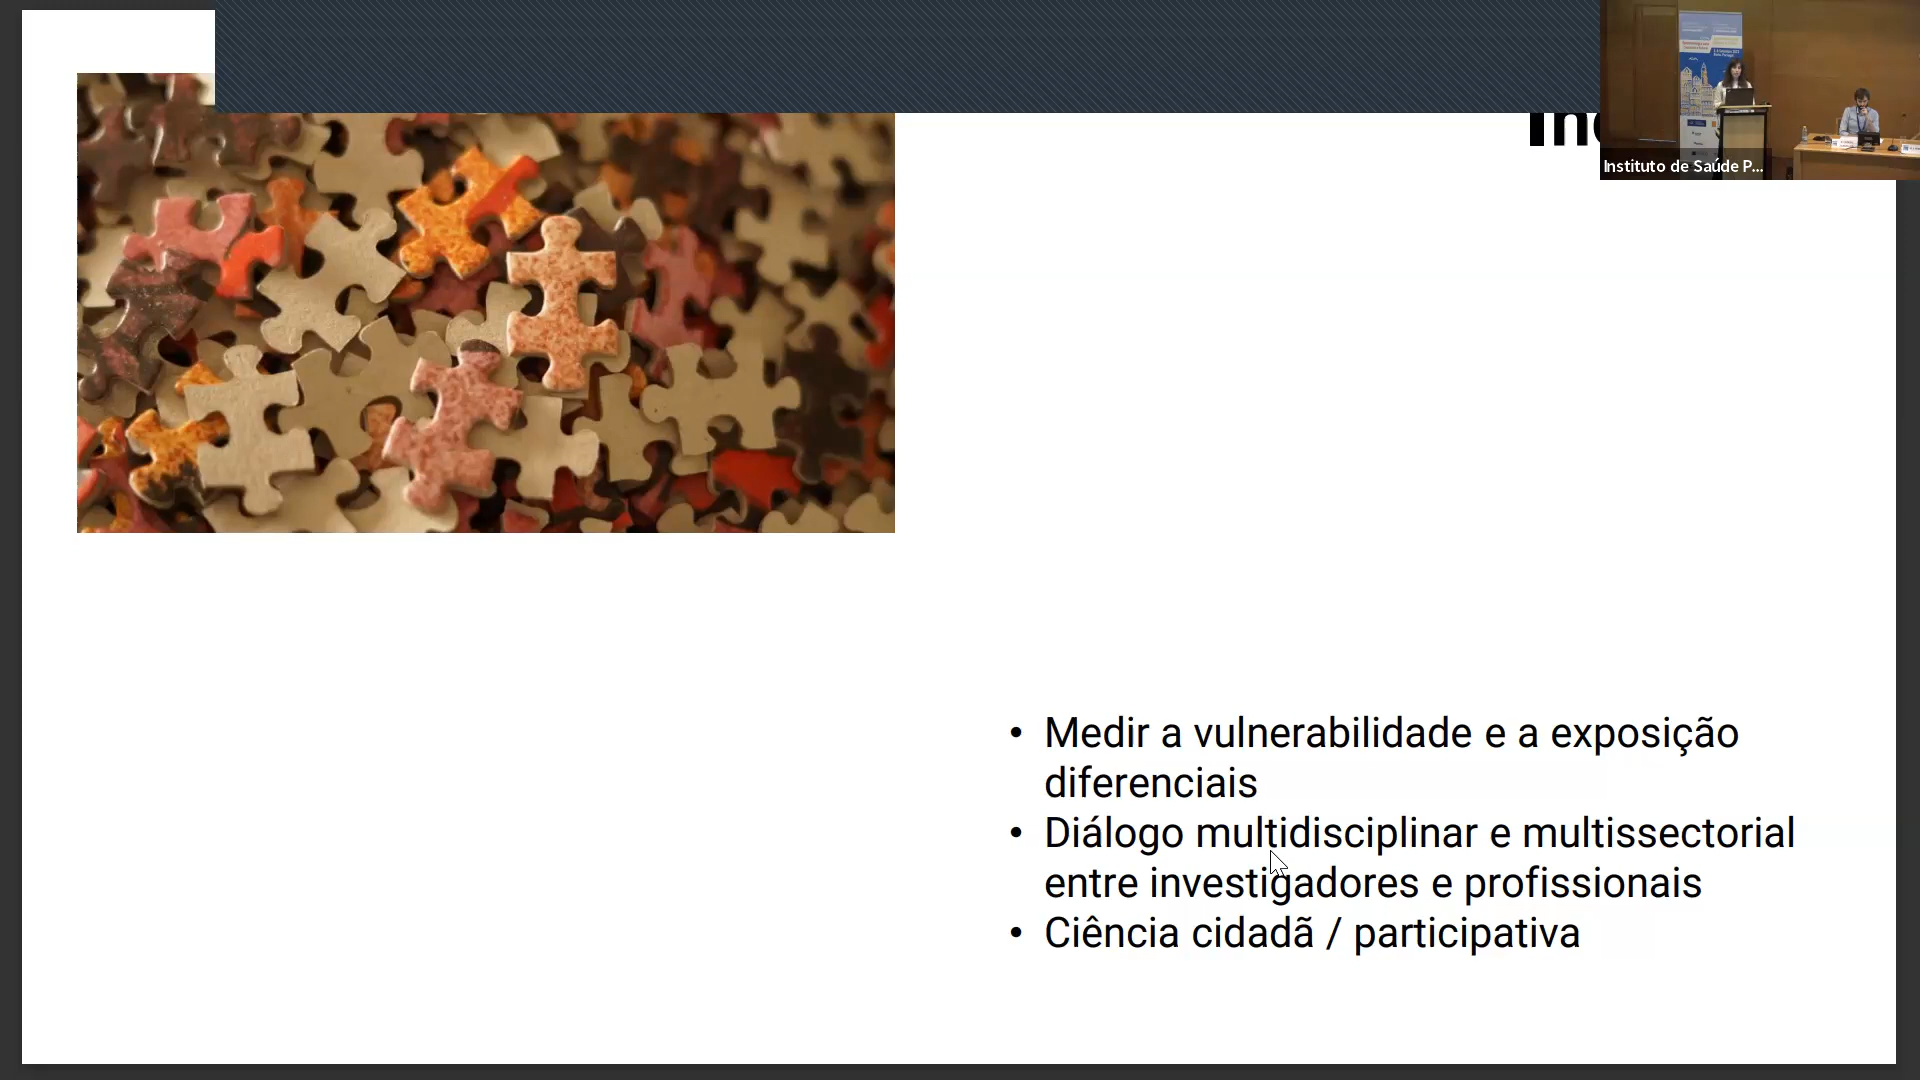 Instituto de Saúde P...
• Medir a vulnerabilidade e a exposição
diferenciais
• Diálogo multidisciplinar e multissectorial
entre investigadores e profissionais
• Ciência cidadã / participativa